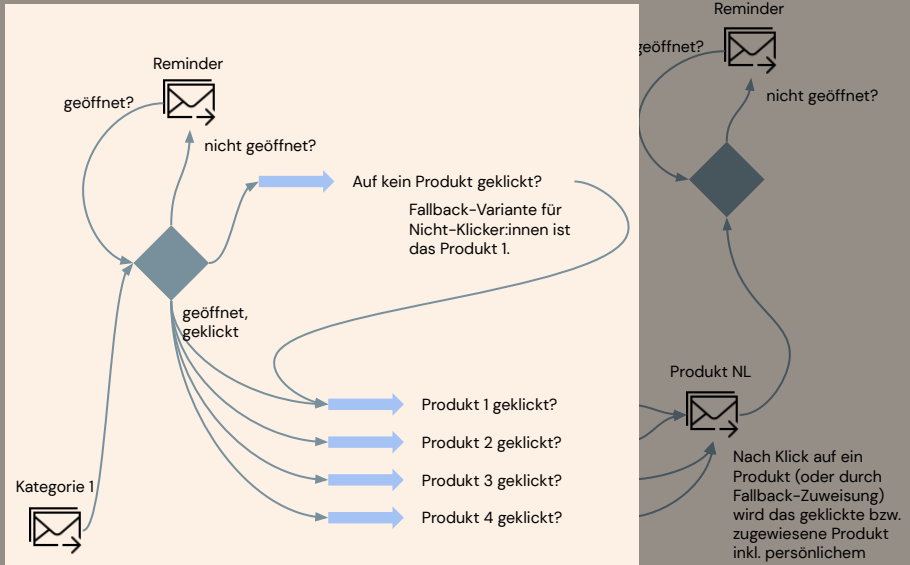 Reminder
geöffnet?
nicht geöffnet?
Auf kein Produkt geklickt?
Fallback-Variante für
Nicht-Klicker:innen ist
das Produkt 1.
geöffnet,
geklickt
Produkt 1 geklickt?
Produkt 2 geklickt?
Produkt 3 geklickt?
Produkt 4 geklickt?
Kategorie 1
Reminder
geöffnet?
nicht geöffnet?
Produkt NL
Nach Klick auf ein
Produkt (oder durch
Fallback-Zuweisung)
wird das geklickte bzw.
zugewiesene Produkt
inkl. persönlichem